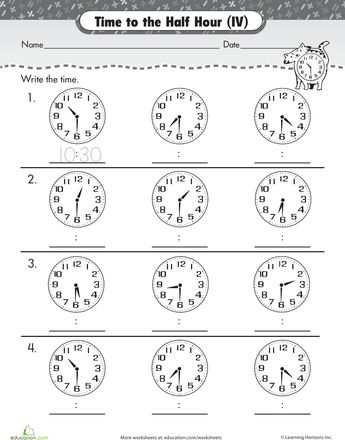 Time to the Half Hour (IV)
Name Date
Write the time.
1.
10:30 : :
2.
: : :
3.
: : :
4.
: : :
education.com
More worksheets at education.com/worksheets
© Learning Horizons Inc.